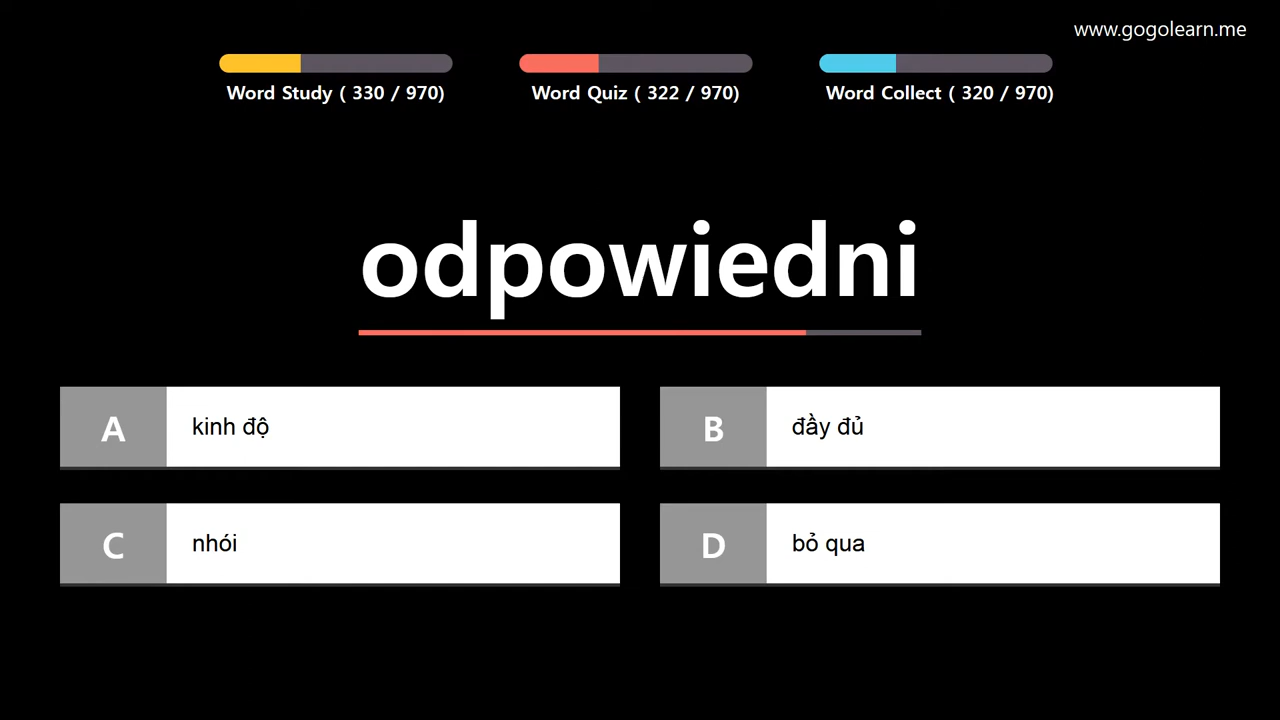 www.gogolearn.me
Word Study ( 330 / 970)
Word Quiz ( 322 / 970)
Word Collect ( 320 / 970)
odpowiedni
A kinh độ
B đầy đủ
C nhói
D bỏ qua